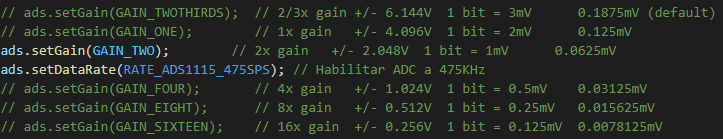 // ads.setGain(GAIN_TWOTHIRDS);  // 2/3x gain +/- 6.144V  1 bit = 3mV      0.1875mV (default)
// ads.setGain(GAIN_ONE);        // 1x gain   +/- 4.096V  1 bit = 2mV      0.125mV
ads.setGain(GAIN_TWO);        // 2x gain   +/- 2.048V  1 bit = 1mV      0.0625mV
ads.setDataRate(RATE_ADS1115_475SPS); // Habilitar ADC a 475KHz
// ads.setGain(GAIN_FOUR);       // 4x gain   +/- 1.024V  1 bit = 0.5mV    0.03125mV
// ads.setGain(GAIN_EIGHT);      // 8x gain   +/- 0.512V  1 bit = 0.25mV   0.015625mV
// ads.setGain(GAIN_SIXTEEN);    // 16x gain  +/- 0.256V  1 bit = 0.125mV  0.0078125mV